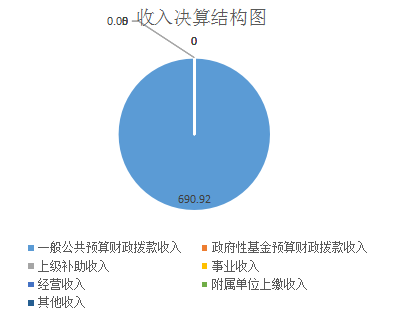 收入决算结构图
0.00
0
690.92
一般公共预算财政拨款收入 政府性基金预算财政拨款收入
上级补助收入 事业收入
经营收入 附属单位上缴收入
其他收入